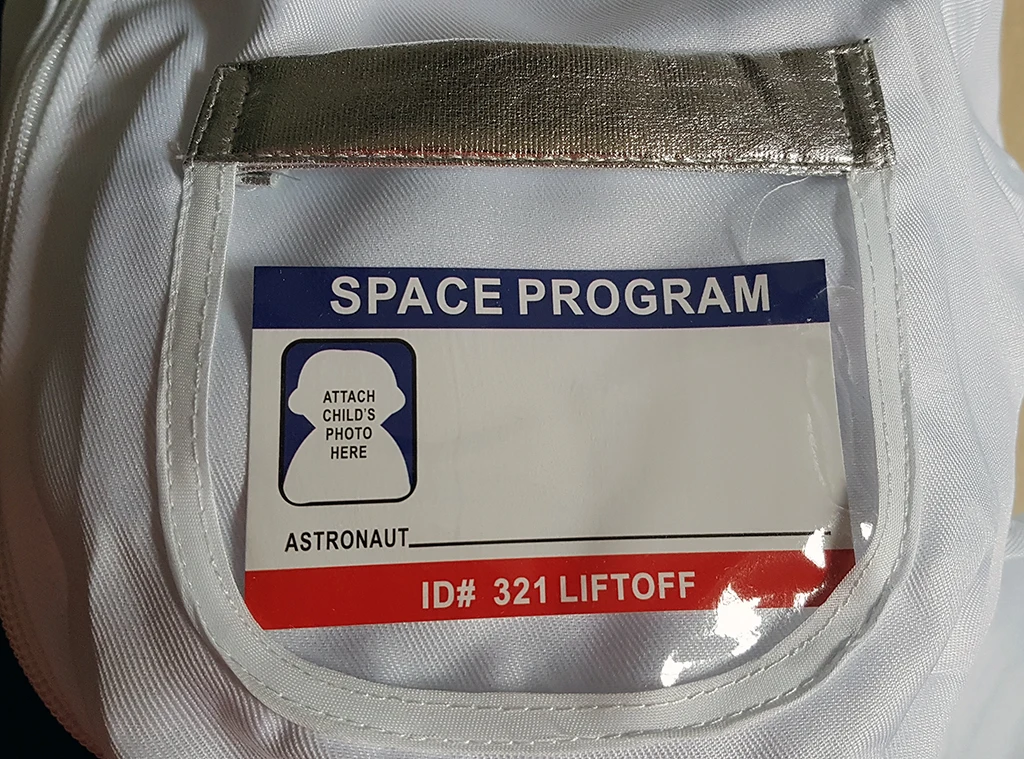 SPACE PROGRAM
ATTACH
CHILD'S
PHOTO
HERE
ASTRONAUT
ID# 321 LIFTOFF